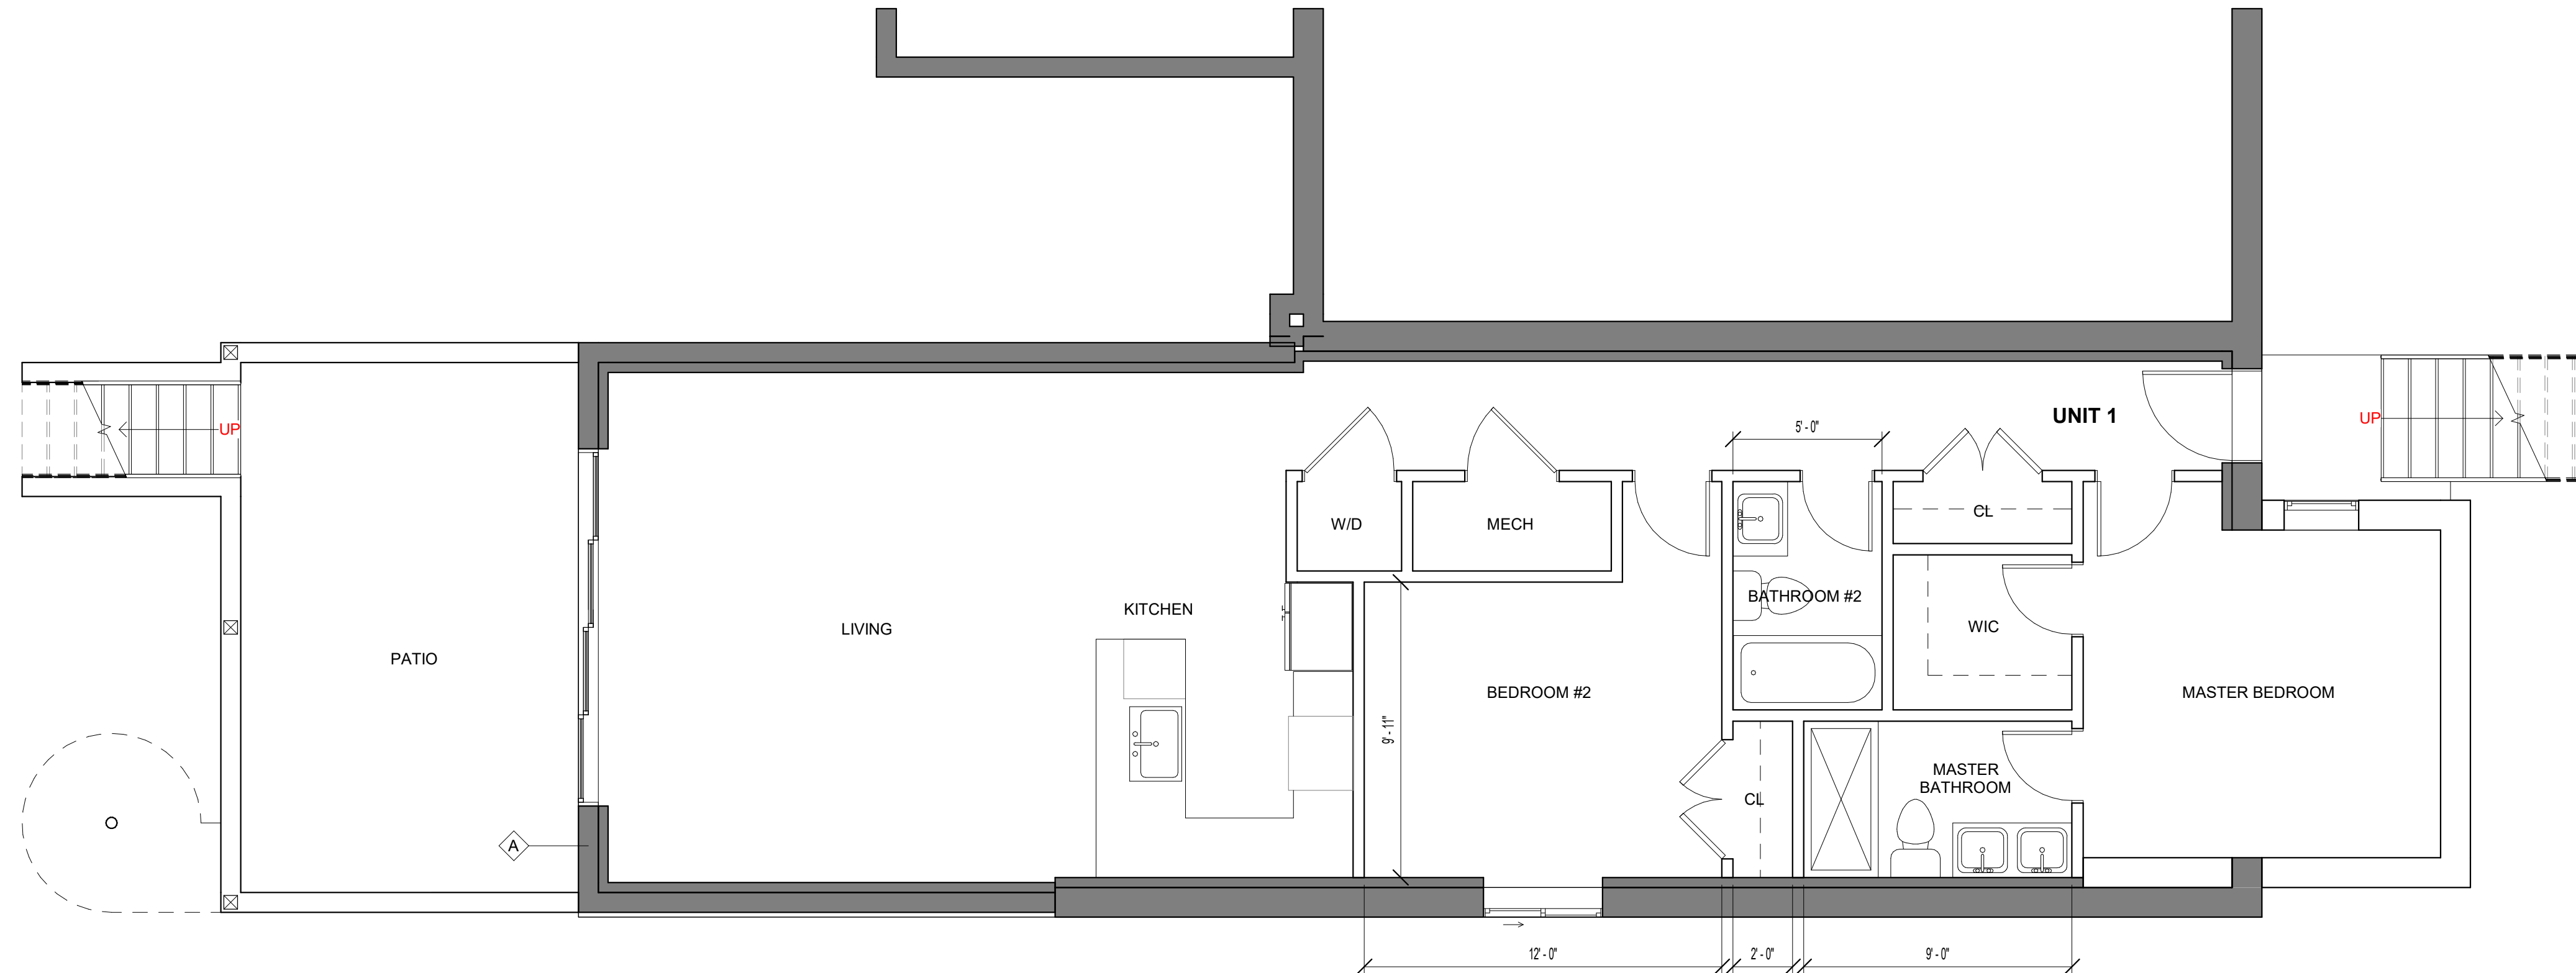 UNIT 1
UP
5' - 0"
UP
CL
W/D
MECH
BATHROOM #2
KITCHEN
WIC
LIVING
PATIO
BEDROOM #2
MASTER BEDROOM
9' - 11"
MASTER
BATHROOM
CL
A
12' - 0"
2' - 0"
9' - 0"